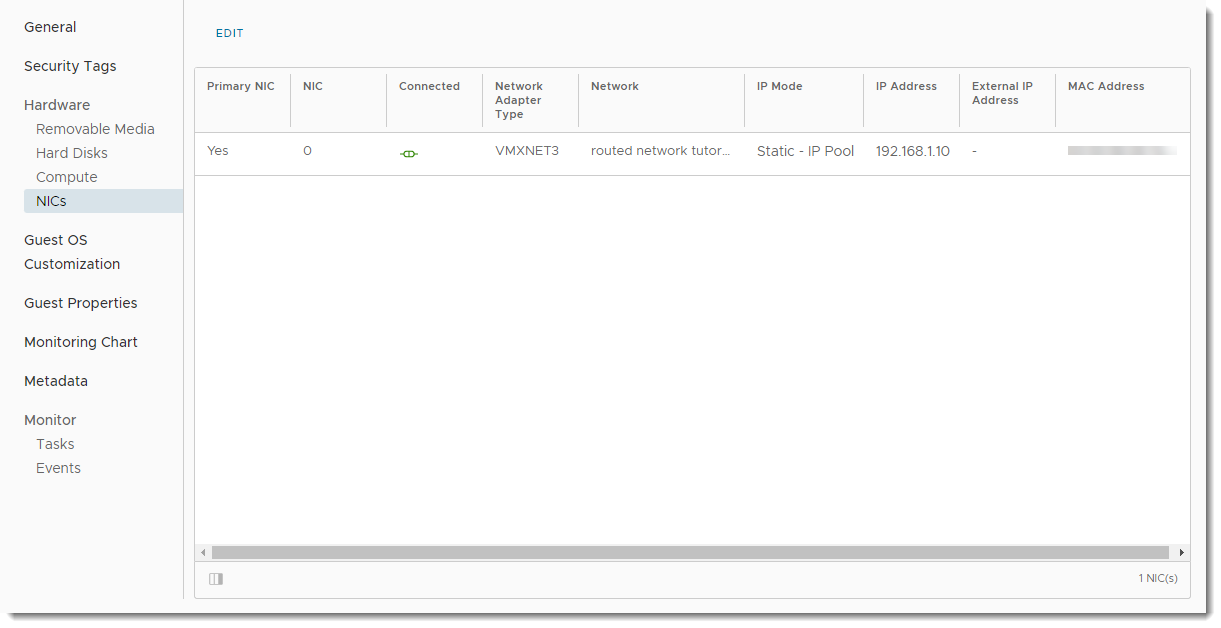 General
Security Tags
Hardware
Removable Media
Hard Disks
Compute
NICs
Guest OS
Customization
Guest Properties
Monitoring Chart
Metadata
Monitor
Tasks
Events
EDIT
Primary NIC NIC Connected Network Adapter Type Network IP Mode IP Address External IP Address MAC Address
Yes 0 VMXNET3 routed network tutor... Static - IP Pool 192.168.1.10 -
1 NIC(s)